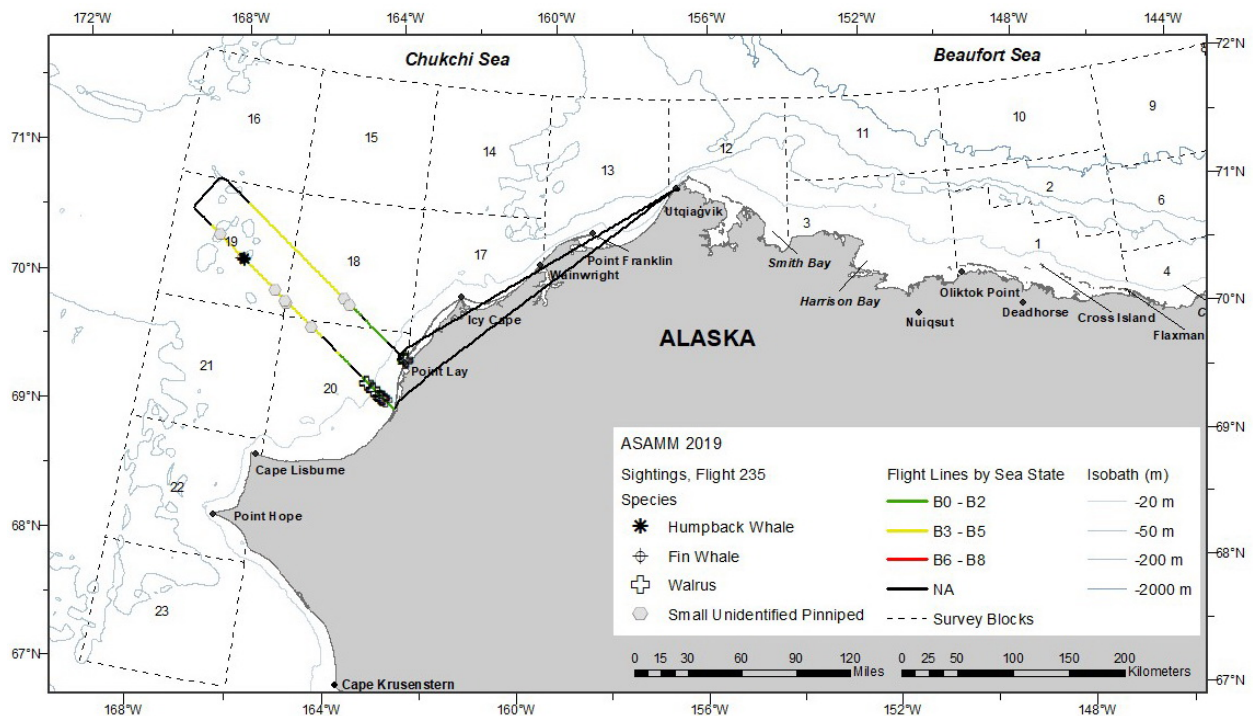 172°W 168°W 164°W 160°W 156°W 152°W 148°W 144°W
72°N
Chukchi Sea
Beaufort Sea
16
15
14
13
12
11
10
9
71°N
71°N
2
6
3
1
4
17
18
19
Utqiaġvik
Point Franklin
Wainwright
Smith Bay
Harrison Bay
70°N
70°N
Oliktok Point
Deadhorse
Cross Island
Nuiqsut
Flaxman
C
Icy Cape
ALASKA
Point Lay
21
20
69°N
69°N
Cape Lisburne
22
Point Hope
68°N
68°N
23
67°N
67°N
Cape Krusenstern
ASAMM 2019
Sightings, Flight 235
Species
Humpback Whale
Fin Whale
Walrus
Small Unidentified Pinniped
Flight Lines by Sea State
B0 - B2
B3 - B5
B6 - B8
NA
Survey Blocks
Isobath (m)
-20 m
-50 m
-200 m
-2000 m
0 15 30 60 90 120 Miles
0 25 50 100 150 200 Kilometers
168°W 164°W 160°W 156°W 152°W 148°W